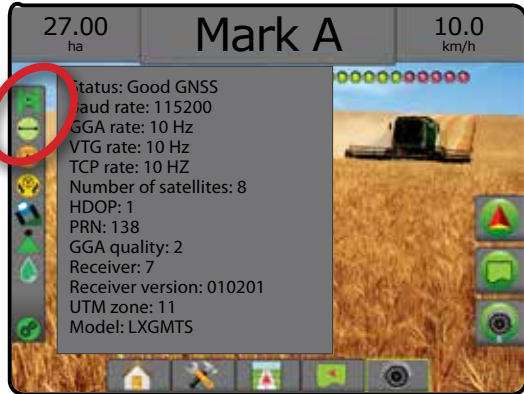 27.00
ha
Mark A
10.0
km/h
Status: Good GNSS
Baud rate: 115200
GGA rate: 10 Hz
VTG rate: 10 Hz
TCP rate: 10 HZ
Number of satellites: 8
HDOP: 1
PRN: 138
GGA quality: 2
Receiver: 7
Receiver version: 010201
UTM zone: 11
Model: LXGMTS